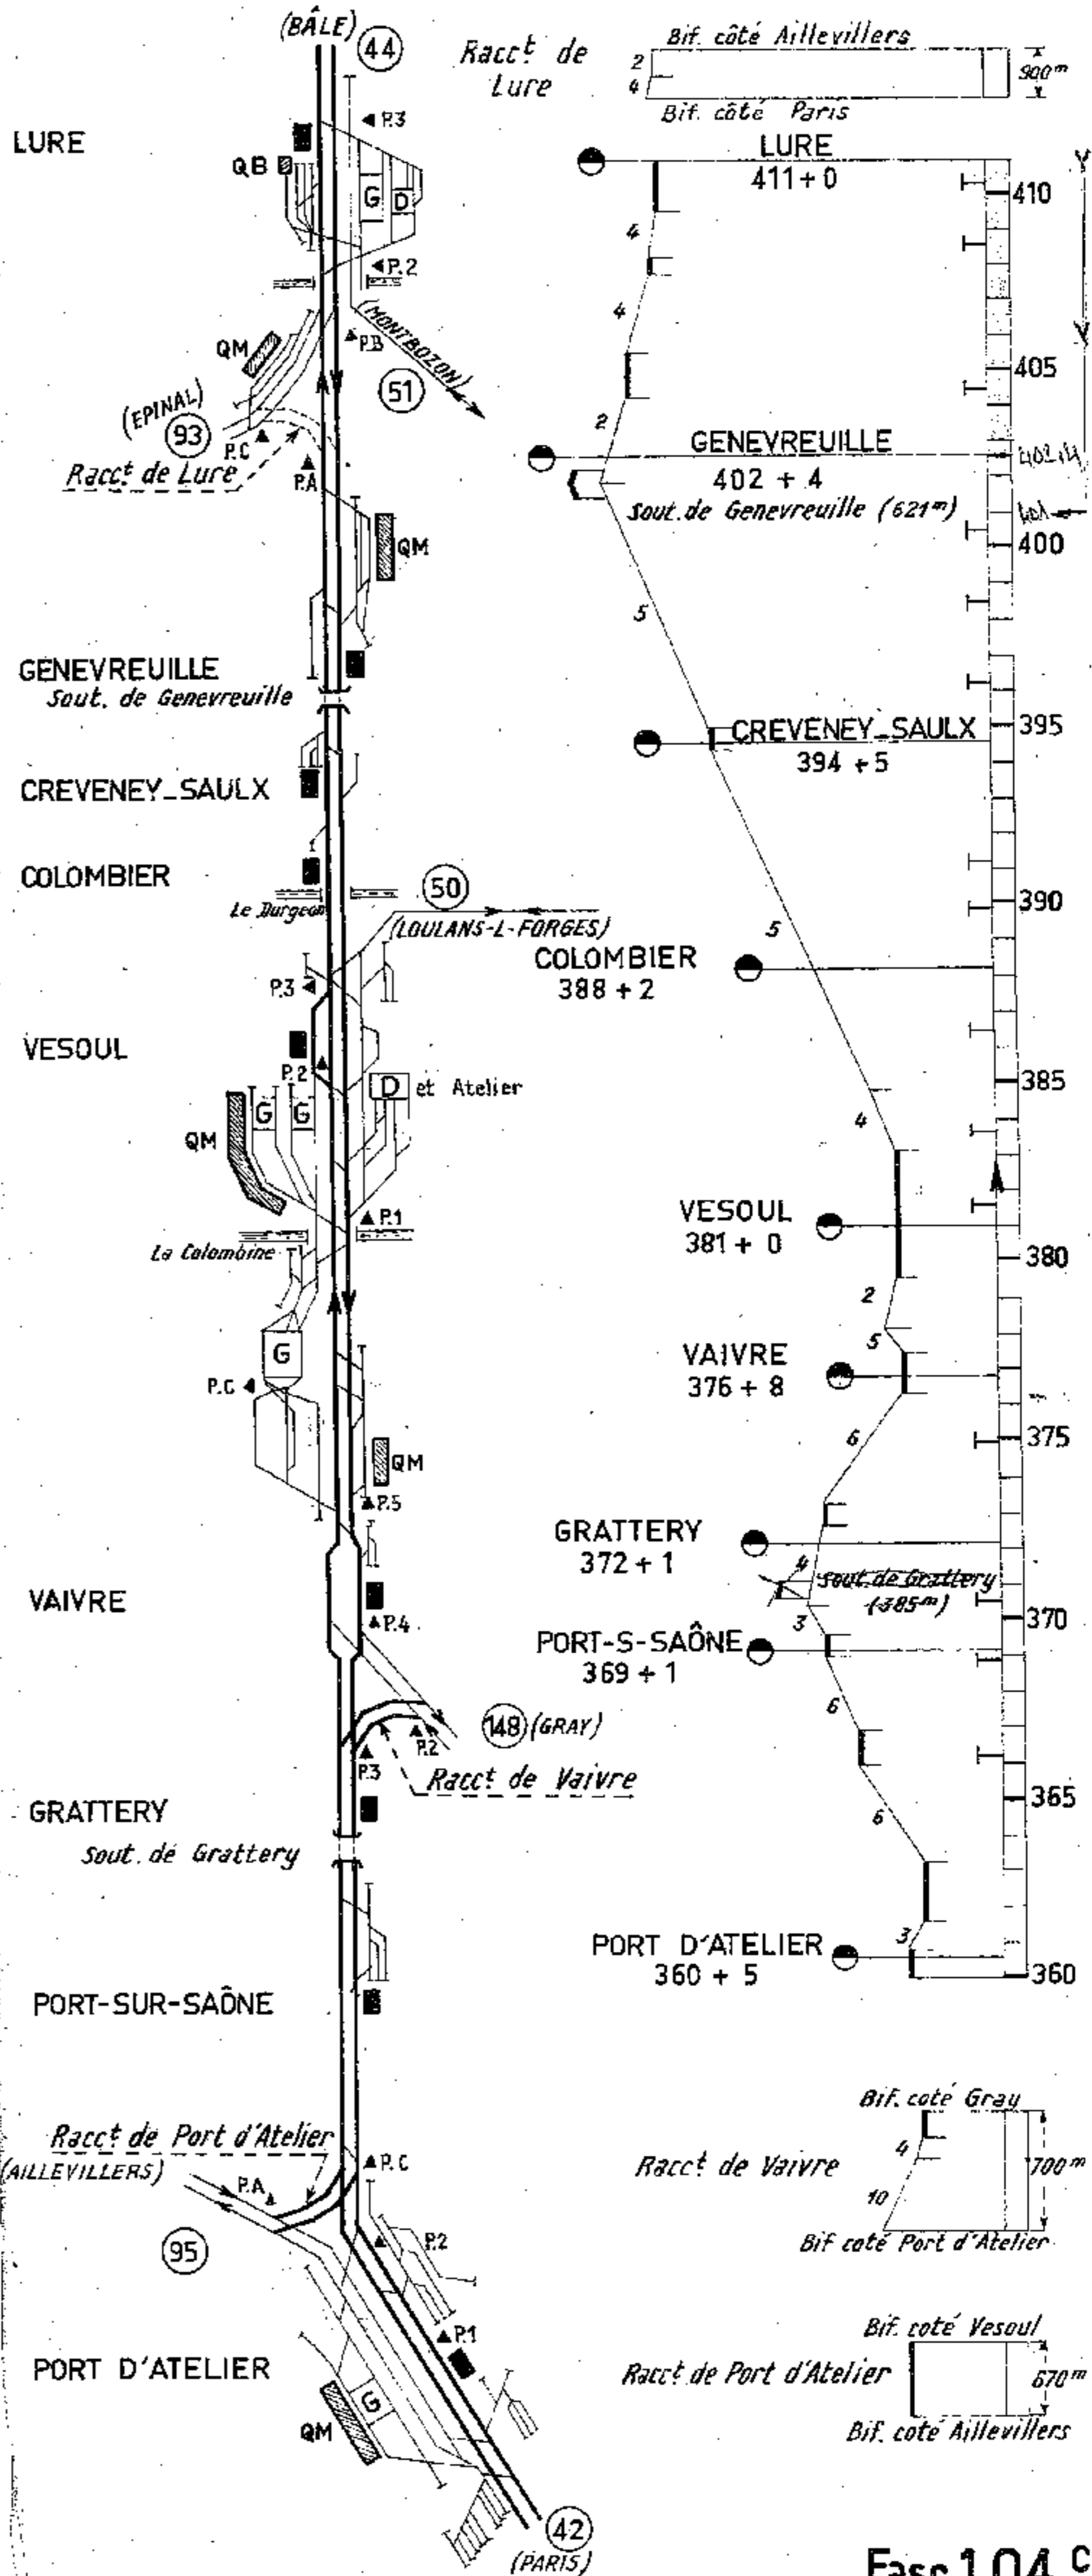 (BÂLE)
44
LURE
P.3
QB
G
D
P.2
(MONTBOZON)
51
P.B
QM
(EPINAL)
93
P.C
Racct de Lure
P.A
QM
GENEVREUILLE
Sout. de Genevreuille
CREVENEY_SAULX
COLOMBIER
50
Le Durgeon
(LOULANS-L-FORGES)
P.3
VESOUL
P.2
D et Atelier
G
G
QM
P.1
La Colombine
G
P.C
QM
P.5
VAIVRE
P.4
148 (GRAY)
P.2
P.3
Racct de Vaivre
GRATTERY
Sout. de Grattery
PORT-SUR-SAÔNE
Racct de Port d'Atelier
(AILLEVILLERS)
P.A
P.C
95
P.2
P.1
PORT D'ATELIER
G
QM
42
(PARIS)
Racct de Lure
Bif. côté Aillevillers
2
4
900m
Bif. côté Paris
LURE
411+0
410
4
4
405
2
GENEVREUILLE
402 + 4
402,4
Sout. de Genevreuille (621m)
401
400
5
395
CREVENEY_SAULX
394 + 5
390
5
COLOMBIER
388 + 2
385
4
VESOUL
381 + 0
380
2
5
VAIVRE
376 + 8
375
6
GRATTERY
372 + 1
4
Sout. de Grattery
(385m)
370
3
PORT-S-SAÔNE
369 + 1
6
365
6
PORT D'ATELIER
360 + 5
3
360
Bif. coté Gray
4
Racct de Vaivre
700m
10
Bif coté Port d'Atelier
Bif. coté Vesoul
Racct de Port d'Atelier
670m
Bif. coté Aillevillers
Fasc 104 C